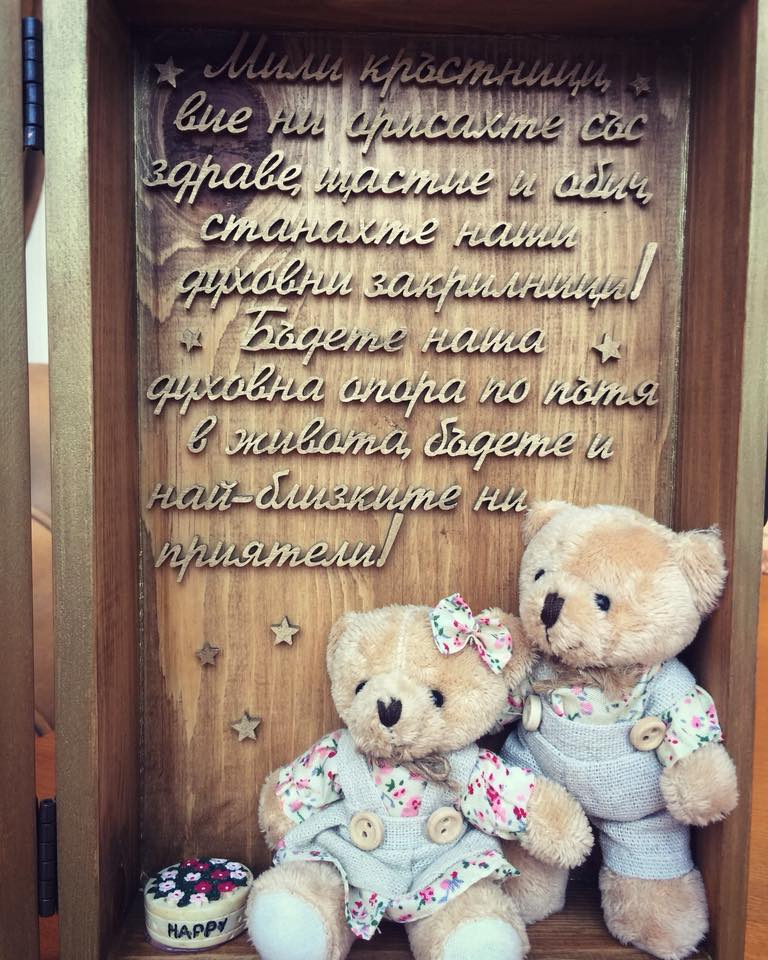 Мили кръстници,
вие ни орисахте със
здраве, щастие и обич,
станахте наши
духовни закрилници!
Бъдете наша
духовна опора по пътя
в живота, бъдете и
най-близките ни
приятели!
HAPPY